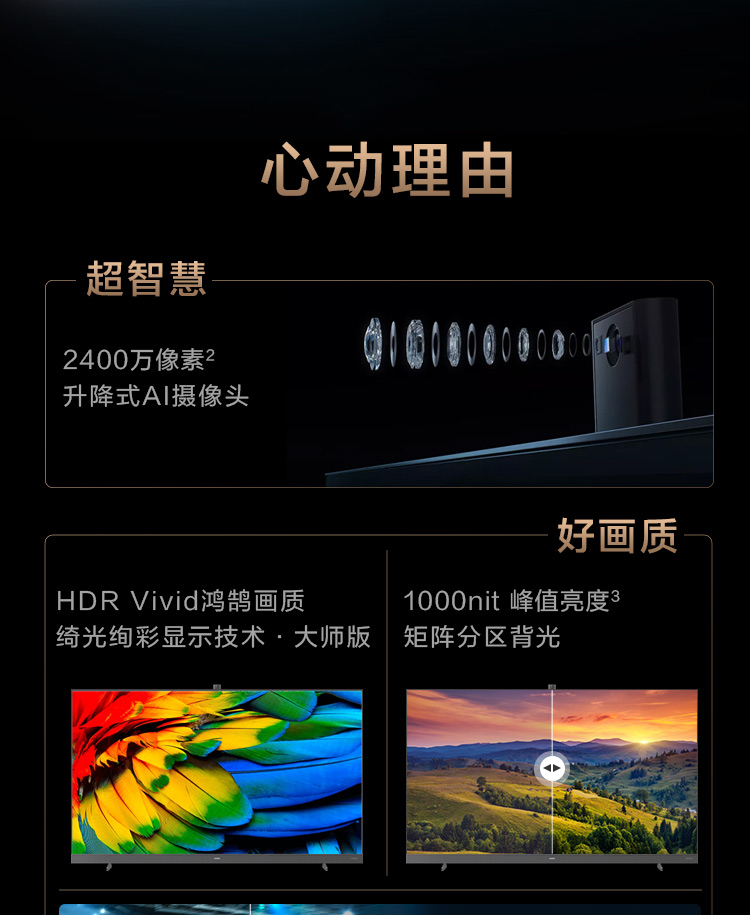 心动理由
超智慧
2400万像素²
升降式AI摄像头
好画质
HDR Vivid鸿鹄画质
绮光绚彩显示技术·大师版
1000nit 峰值亮度³
矩阵分区背光